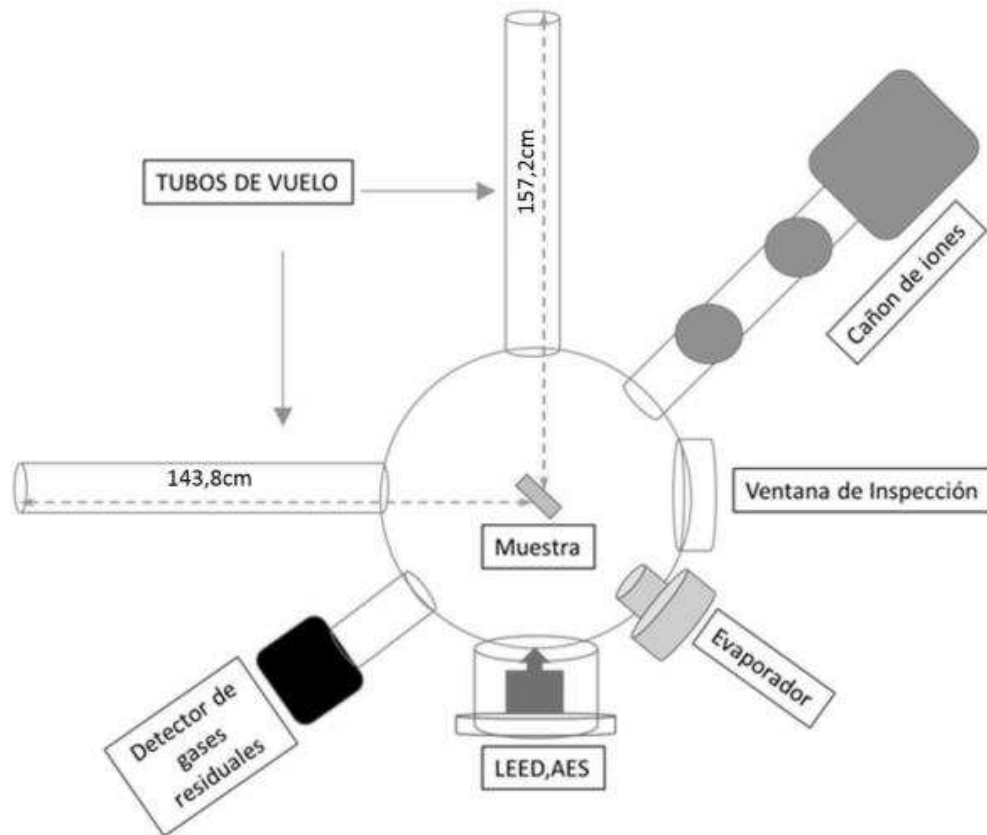 157,2cm
TUBOS DE VUELO
Cañon de iones
143,8cm
Ventana de Inspección
Muestra
Evaporador
Detector de
gases
residuales
LEED,AES